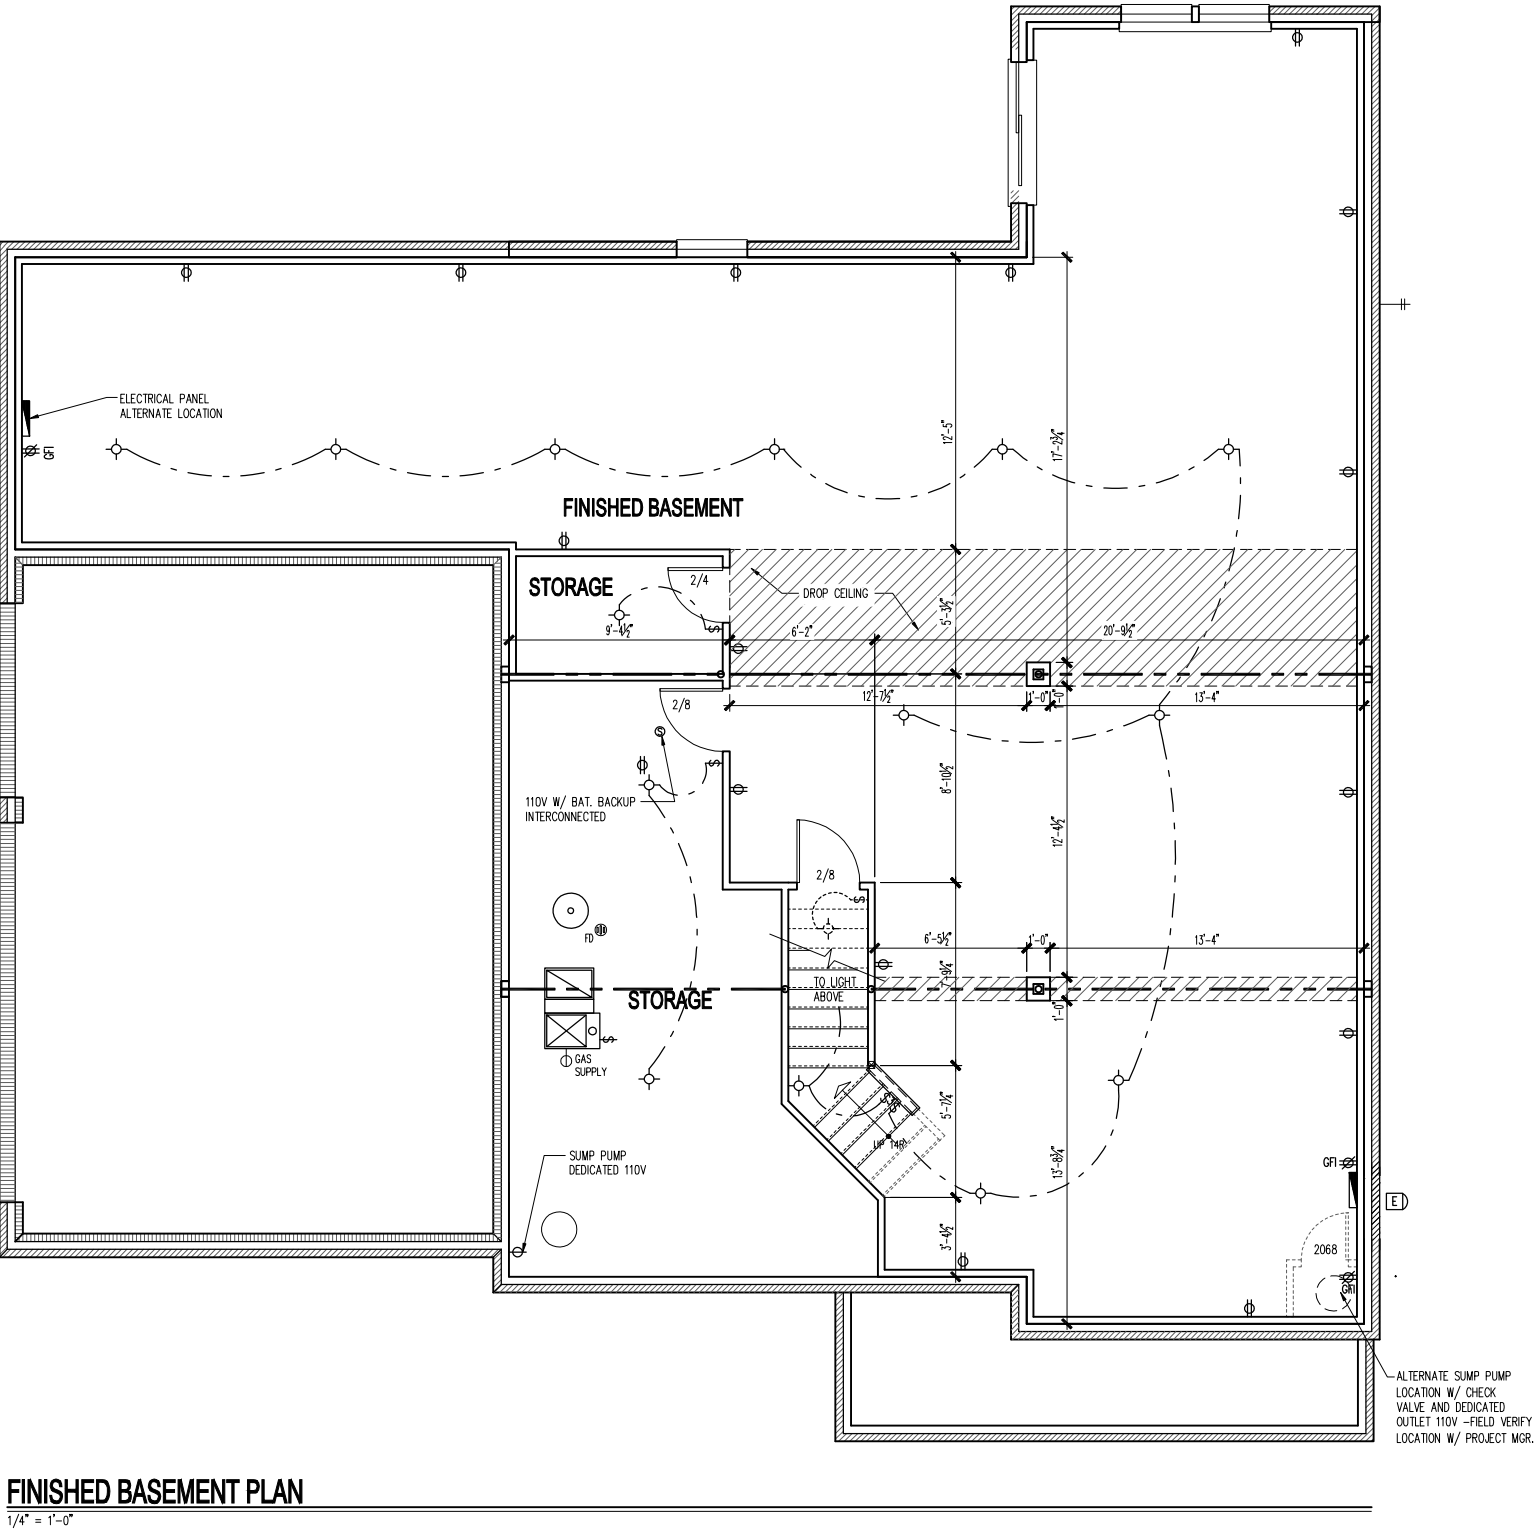 ELECTRICAL PANEL
ALTERNATE LOCATION
GFI
12'-5"
17'-2¾"
FINISHED BASEMENT
STORAGE
2/4
DROP CEILING
5'-3½"
9'-4½"
6'-2"
20'-9½"
S
2/8
12'-7½"
1'-0"
1'-0"
13'-4"
S
S
110V W/ BAT. BACKUP
INTERCONNECTED
8'-10½"
12'-4½"
2/8
S
FD
6'-5½"
1'-0"
13'-4"
TO LIGHT
ABOVE
STORAGE
1'-0"
S
GAS
SUPPLY
5'-7¼"
UP 14R
SUMP PUMP
DEDICATED 110V
13'-8¾"
GFI
E
3'-4½"
2068
GFI
ALTERNATE SUMP PUMP
LOCATION W/ CHECK
VALVE AND DEDICATED
OUTLET 110V -FIELD VERIFY
LOCATION W/ PROJECT MGR.
FINISHED BASEMENT PLAN
1/4" = 1'-0"